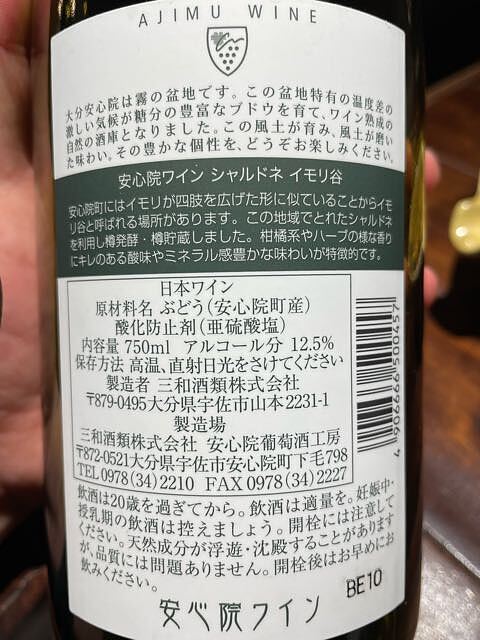 AJIMU WINE
大分安心院は霧の盆地です。この盆地特有の温度差の
激しい気候が糖分の豊富なブドウを育て、ワイン熟成の
自然の酒庫となりました。この風土が育み、風土が磨い
た味わい。その豊かな個性を、どうぞお楽しみください。
安心院ワイン シャルドネ イモリ谷
安心院町にはイモリが四肢を広げた形に似ていることからイモ
リ谷と呼ばれる場所があります。この地域でとれたシャルドネ
を利用し樽発酵・樽貯蔵しました。柑橘系やハーブの様な香り
にキレのある酸味やミネラル感豊かな味わいが特徴的です。
日本ワイン
原材料名 ぶどう(安心院町産)
酸化防止剤(亜硫酸塩)
内容量 750ml アルコール分 12.5%
保存方法 高温、直射日光をさけてください
製造者 三和酒類株式会社
〒879-0495大分県宇佐市山本2231-1
製造場
三和酒類株式会社 安心院葡萄酒工房
〒872-0521大分県宇佐市安心院町下毛798
TEL 0978(34)2210 FAX 0978(34)2227
4 906666 500457
飲酒は20歳を過ぎてから。飲酒は適量を。妊娠中・
授乳期の飲酒は控えましょう。開栓には注意して
ください。天然成分が浮遊・沈殿することがあります
が、品質には問題ありません。開栓後はお早めにお
飲みください。
BE10
安心院ワイン